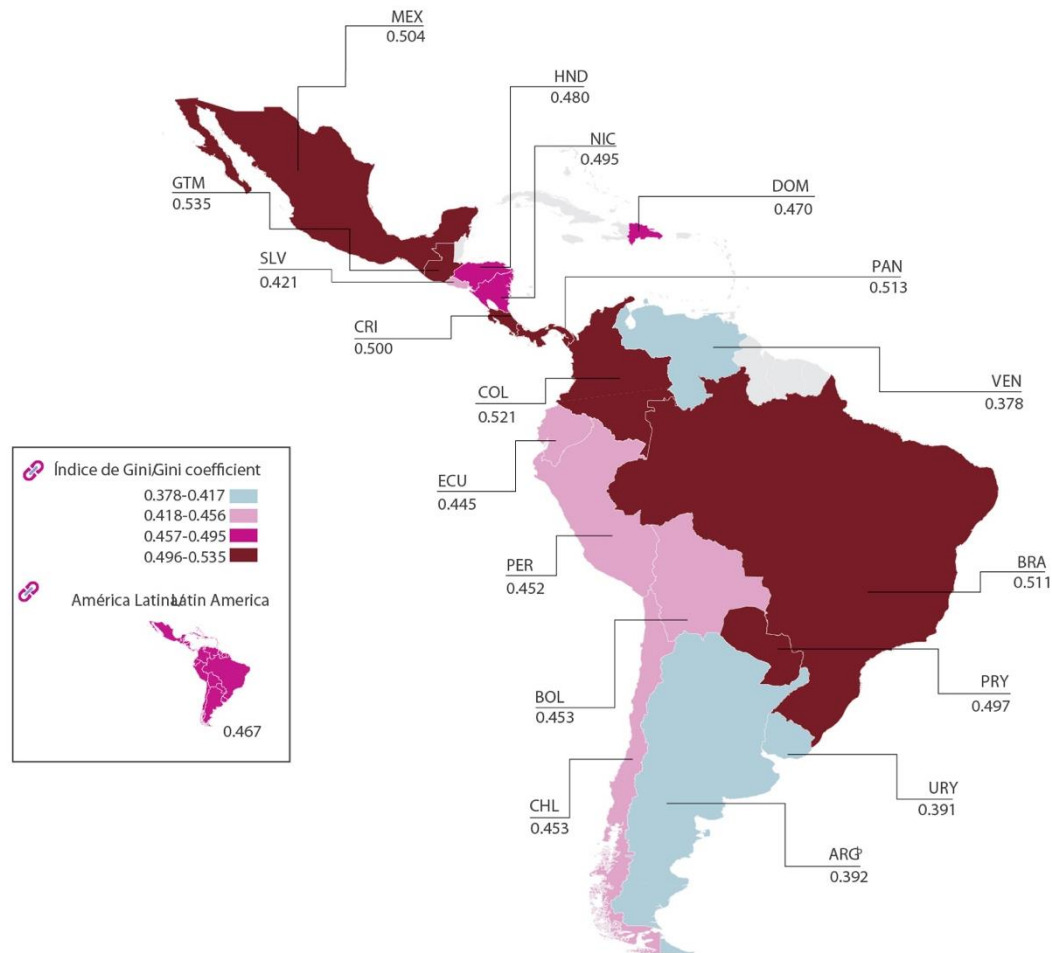 MEX
0.504
HND
0.480
NIC
0.495
GTM
0.535
DOM
0.470
SLV
0.421
PAN
0.513
CRI
0.500
COL
0.521
VEN
0.378
ECU
0.445
PER
0.452
BRA
0.511
BOL
0.453
PRY
0.497
CHL
0.453
URY
0.391
ARG b
0.392
Índice de Gini/Gini coefficient
0.378-0.417
0.418-0.456
0.457-0.495
0.496-0.535
América Latina/Latin America
0.467